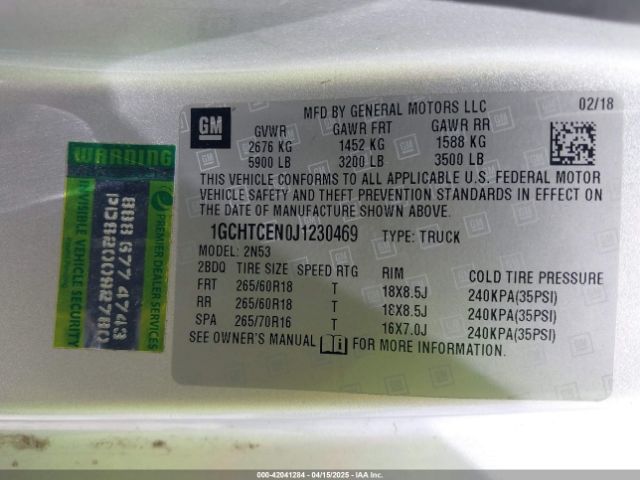 MFD BY GENERAL MOTORS LLC 02/18
GM
GVWR GAWR FRT GAWR RR
2676 KG 1452 KG 1588 KG
5900 LB 3200 LB 3500 LB
THIS VEHICLE CONFORMS TO ALL APPLICABLE U.S. FEDERAL MOTOR
VEHICLE SAFETY AND THEFT PREVENTION STANDARDS IN EFFECT ON
THE DATE OF MANUFACTURE SHOWN ABOVE.
1GCHTCEN0J1230469 TYPE: TRUCK
MODEL: 2N53
2BDQ TIRE SIZE SPEED RTG RIM COLD TIRE PRESSURE
FRT 265/60R18 T 18X8.5J 240KPA(35PSI)
RR 265/60R18 T 18X8.5J 240KPA(35PSI)
SPA 265/70R16 T 16X7.0J 240KPA(35PSI)
SEE OWNER'S MANUAL FOR MORE INFORMATION.
WARNING
INVISIBLE VEHICLE SECURITY
888 677 4743
PREMIER DEALER SERVICES
000-42041284 - 04/15/2025 - IAA Inc.